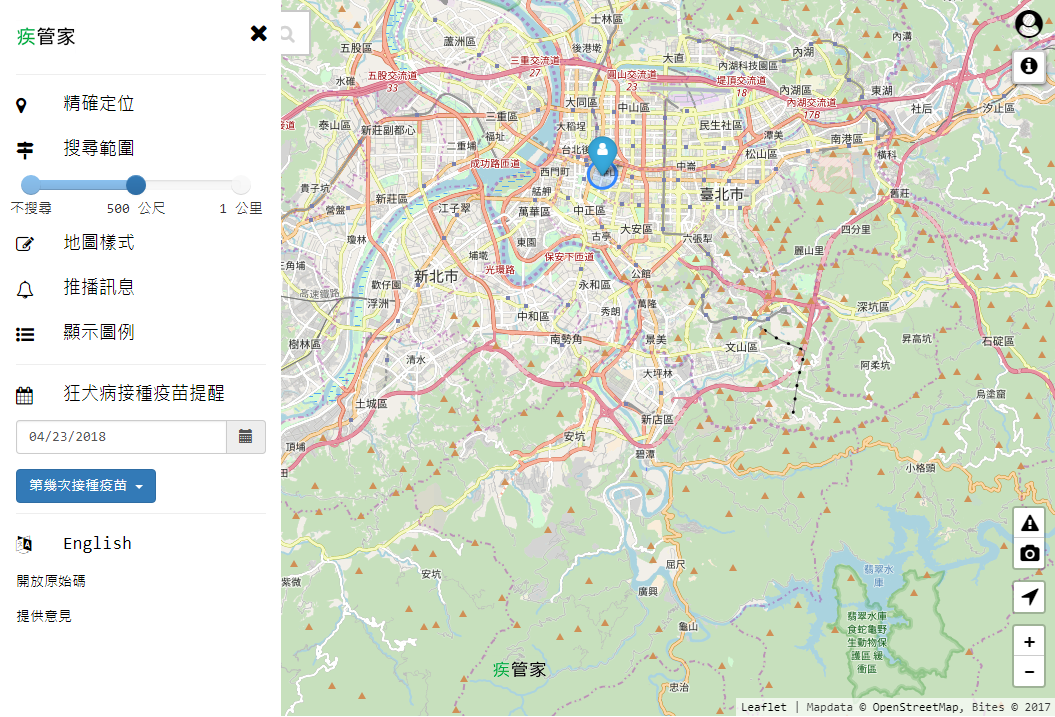 疾管家
精確定位
搜尋範圍
不搜尋 500 公尺 1 公里
地圖樣式
推播訊息
顯示圖例
狂犬病接種疫苗提醒
04/23/2018
第幾次接種疫苗
English
開放原始碼
提供意見
士林區
五股區
蘆洲區
後港墘
內湖
內溝
三重交流道
27
大直
內湖科技園區
水碓
五股交流道
33
圓山交流道
23
堤頂交流道
18
內湖區
東湖
大同區
中山區
內湖交流道
17B
社后
汐止區
泰山區
新莊副都心
三重區
福址
大稻埕
民生社區
潭美
南港區
二重埔
台北後
成功路匝道
西門町
中崙
松山區
橫科
貴子坑
新莊區
艋舺
臺北市
舊莊
營盤
江子翠
萬華區
中正區
大安區
四分里
瓊林
東園
古亭
六張犁
麗山里
埔墘
保安下匝道
三角埔
新北市
光環路
公館
歡仔園
永和區
高速鐵路
浮洲
萬隆
深坑區
中和區
秀朗
樹林區
南勢角
景美
文山區
昇高坑
石碇區
清水
大坪林
阿柔坑
烏塗窟
土城區
新店區
頂埔
安坑
碧潭
小格頭
紫微
安坑
屈尺
翡翠水
庫
廣興
龜山
翡翠水庫
食蛇龜野
生動物保
護區 緩
衝區
疾管家
忠治
+
−
Leaflet | Mapdata © OpenStreetMap, Bites © 2017